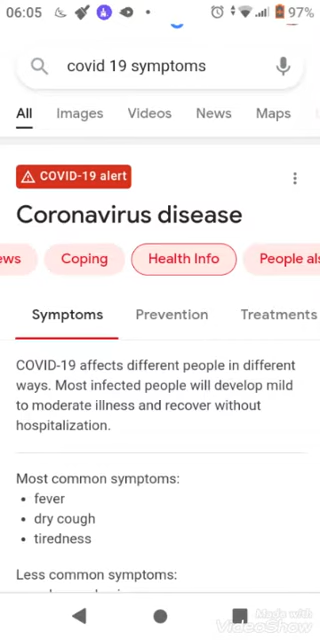 06:05
97%
covid 19 symptoms
All Images Videos News Maps
COVID-19 alert
Coronavirus disease
ews Coping Health Info People als
Symptoms Prevention Treatments
COVID-19 affects different people in different
ways. Most infected people will develop mild
to moderate illness and recover without
hospitalization.
Most common symptoms:
• fever
• dry cough
• tiredness
Less common symptoms:
Made with
VideoShow